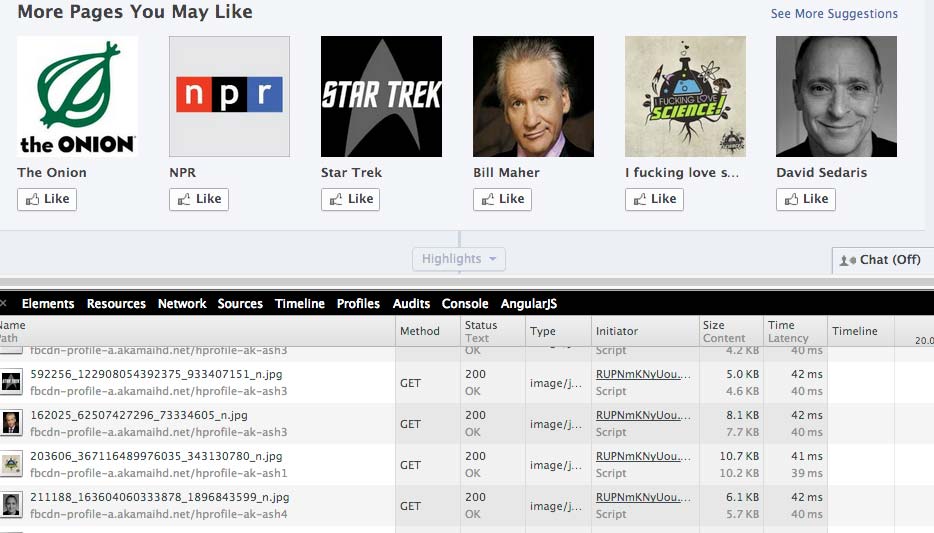 More Pages You May Like
See More Suggestions
the ONION
npr
STAR TREK
I FUCKING LOVE
SCIENCE!
The Onion
NPR
Star Trek
Bill Maher
I fucking love s...
David Sedaris
Like
Like
Like
Like
Like
Like
Highlights
Chat (Off)
× Elements Resources Network Sources Timeline Profiles Audits Console AngularJS
Name Method Status Type Initiator Size Time Timeline
Path Text Content Latency 20.0
fbcdn-profile-a.akamaihd.net/hprofile-ak-ash3 OK Script 4.2 KB 40 ms
592256_122908054392375_933407151_n.jpg GET 200 image/j... RUPNmKNyUou.... 5.0 KB 42 ms
fbcdn-profile-a.akamaihd.net/hprofile-ak-ash3 OK Script 4.6 KB 40 ms
162025_62507427296_73334605_n.jpg GET 200 image/j... RUPNmKNyUou.... 8.1 KB 42 ms
fbcdn-profile-a.akamaihd.net/hprofile-ak-ash3 OK Script 7.7 KB 40 ms
203606_367116489976035_343130780_n.jpg GET 200 image/j... RUPNmKNyUou.... 10.7 KB 41 ms
fbcdn-profile-a.akamaihd.net/hprofile-ak-ash1 OK Script 10.2 KB 39 ms
211188_163604060333878_1896843599_n.jpg GET 200 image/j... RUPNmKNyUou.... 6.1 KB 42 ms
fbcdn-profile-a.akamaihd.net/hprofile-ak-ash4 OK Script 5.7 KB 40 ms